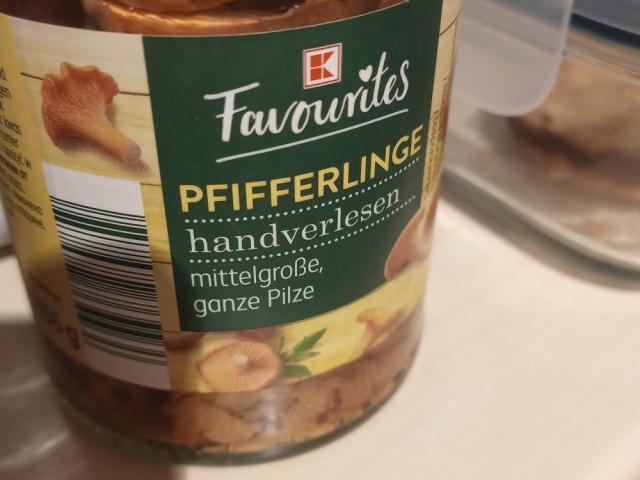 K
Favourites
PFIFFERLINGE
handverlesen
mittelgroße,
ganze Pilze